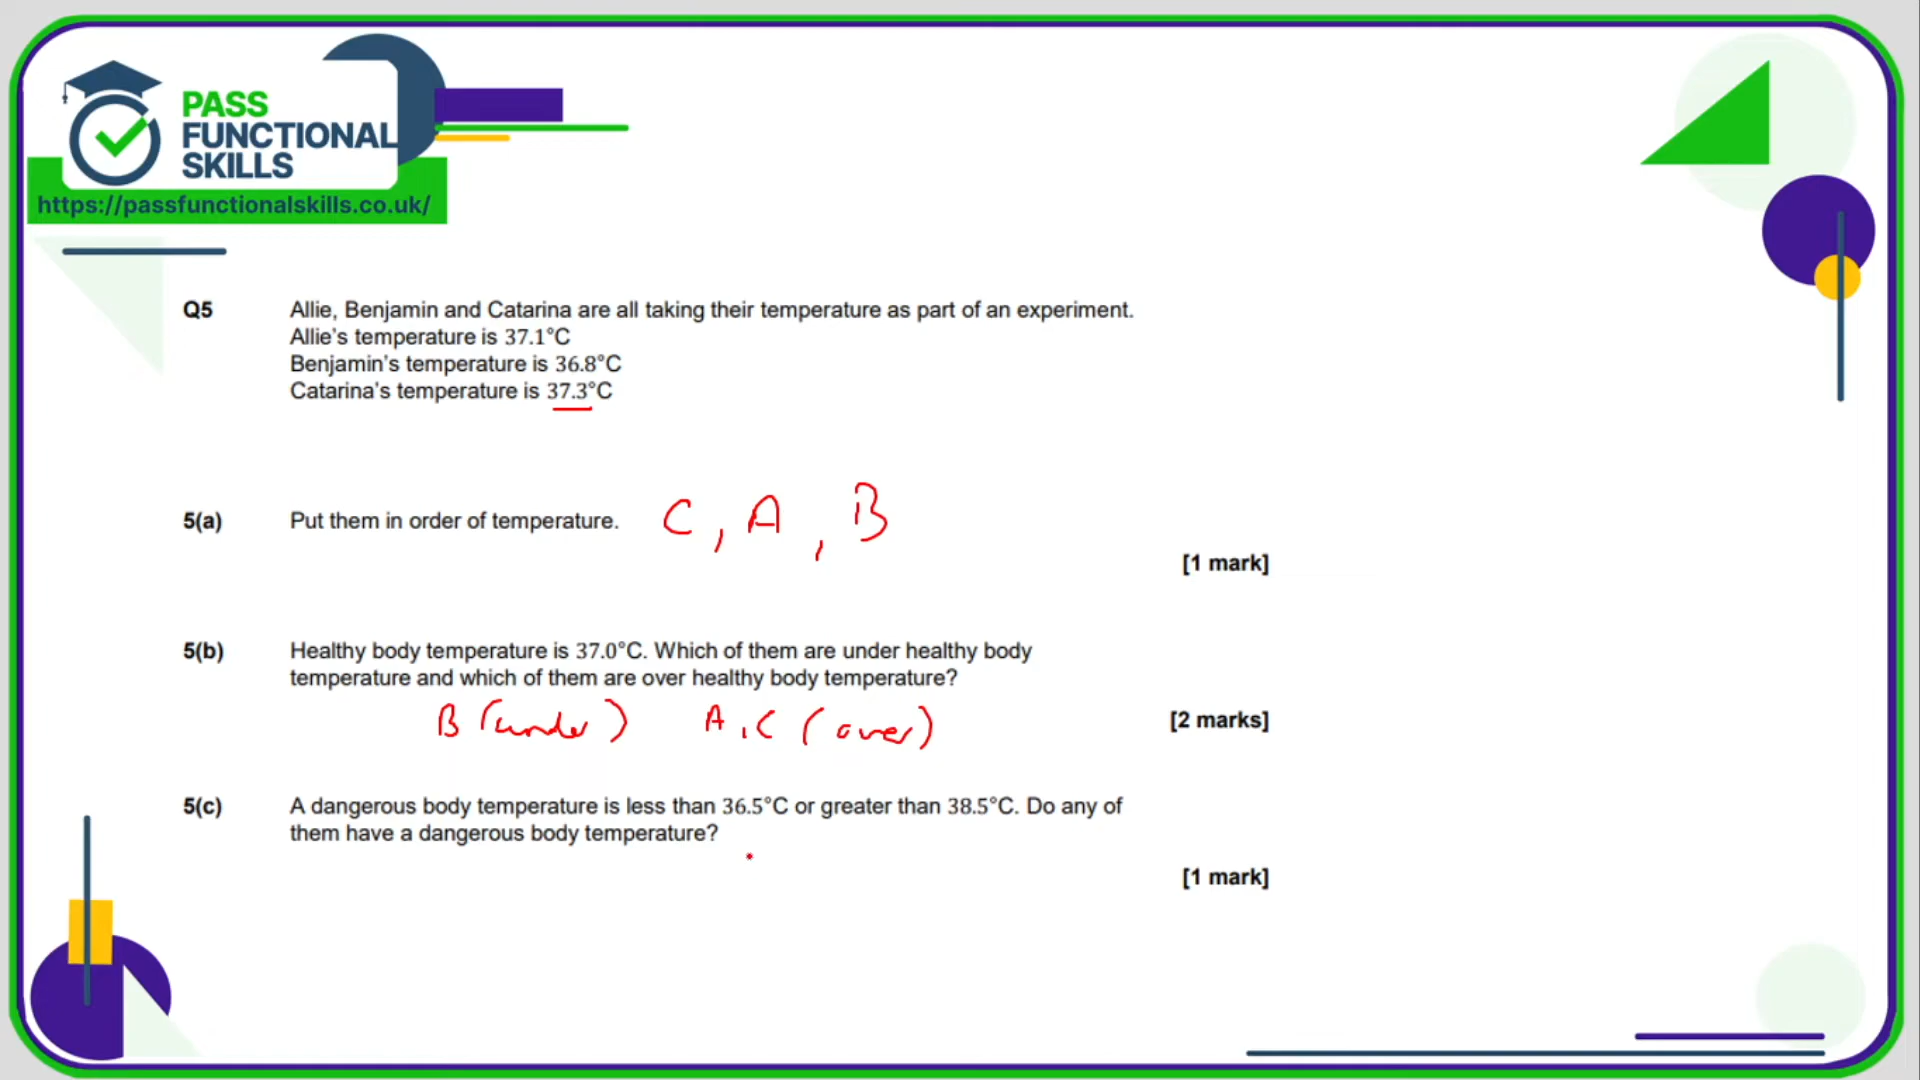 PASS
FUNCTIONAL
SKILLS
https://passfunctionalskills.co.uk/
Q5 Allie, Benjamin and Catarina are all taking their temperature as part of an experiment.
Allie's temperature is 37.1°C
Benjamin's temperature is 36.8°C
Catarina's temperature is 37.3°C
5(a) Put them in order of temperature. C, A, B
[1 mark]
5(b) Healthy body temperature is 37.0°C. Which of them are under healthy body
temperature and which of them are over healthy body temperature?
B (under) A, C (over) [2 marks]
5(c) A dangerous body temperature is less than 36.5°C or greater than 38.5°C. Do any of
them have a dangerous body temperature?
[1 mark]